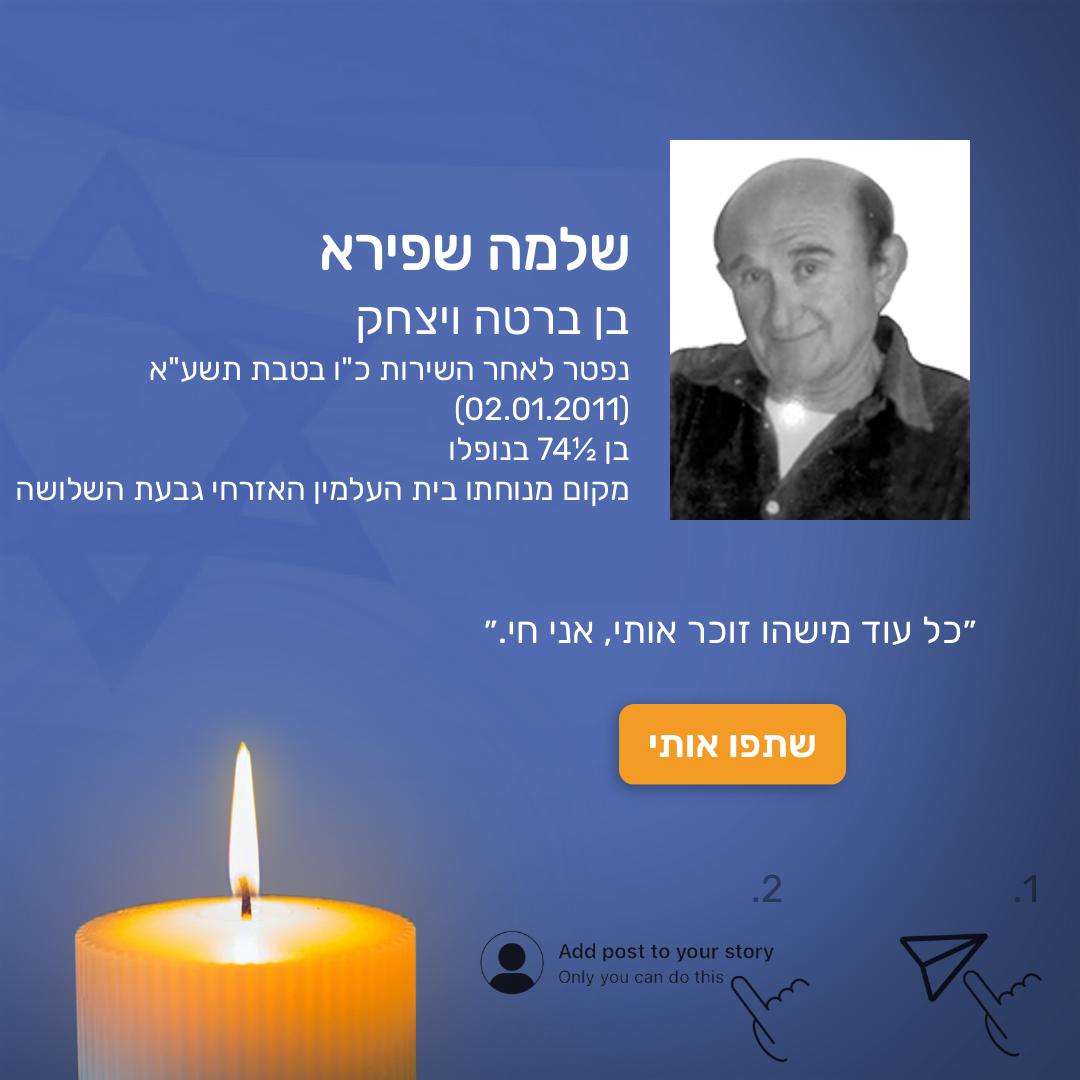 שלמה שפירא
בן ברטה ויצחק
נפטר לאחר השירות כ"ו בטבת תשע"א
(02.01.2011)
בן 74½ בנופלו
מקום מנוחתו בית העלמין האזרחי גבעת השלושה
״כל עוד מישהו זוכר אותי, אני חי.״
שתפו אותי
1.
2.
Add post to your story
Only you can do this